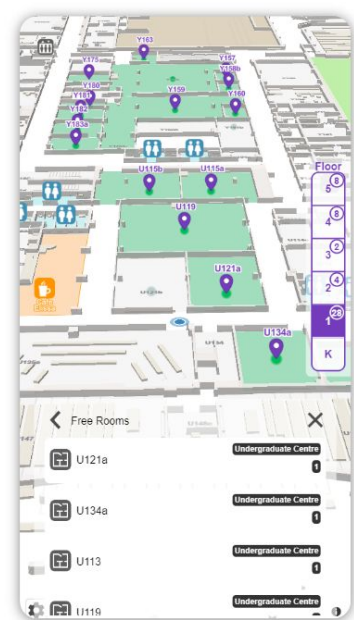 Y163
Y175
Y157
Y158b
Y180
Y181
Y159
Y160
Y182
Y183a
U115b
U115a
U119
U121a
U134a
Floor
5 8
4 8
3 2
2 4
1 28
K
Free Rooms
U121a
Undergraduate Centre
1
U134a
Undergraduate Centre
1
U113
Undergraduate Centre
1
U119
Undergraduate Centre